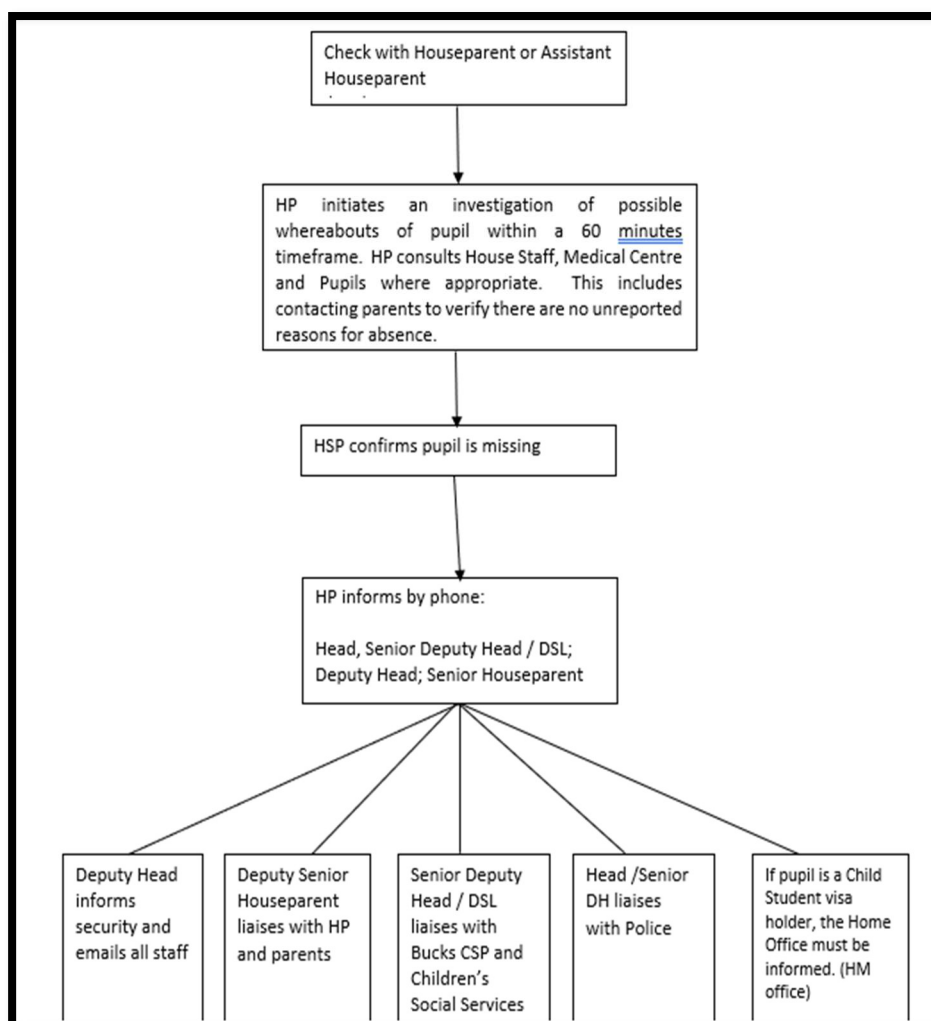 Check with Houseparent or Assistant
Houseparent
HP initiates an investigation of possible
whereabouts of pupil within a 60 minutes
timeframe. HP consults House Staff, Medical Centre
and Pupils where appropriate. This includes
contacting parents to verify there are no unreported
reasons for absence.
HSP confirms pupil is missing
HP informs by phone:
Head, Senior Deputy Head / DSL;
Deputy Head; Senior Houseparent
Deputy Head
informs
security and
emails all staff
Deputy Senior
Houseparent
liaises with HP
and parents
Senior Deputy
Head / DSL
liaises with
Bucks CSP and
Children's
Social Services
Head /Senior
DH liaises
with Police
If pupil is a Child
Student visa
holder, the Home
Office must be
informed. (HM
office)